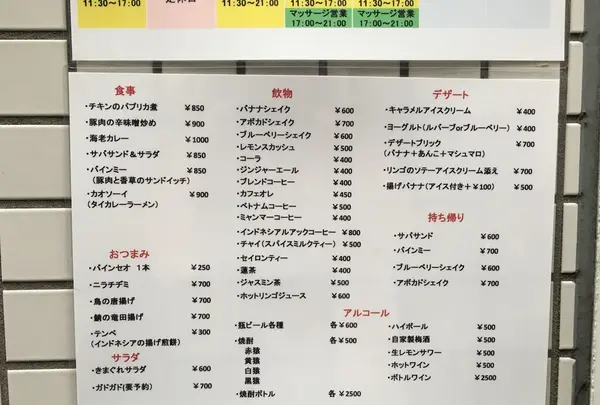 11:30～17:00
定休日
11:30～21:00
11:30～17:00
マッサージ営業
17:00～21:00
11:30～17:00
マッサージ営業
17:00～21:00
食事
・チキンのパプリカ煮 ￥850
・豚肉の辛味噌炒め ￥900
・海老カレー ￥1000
・サバサンド＆サラダ ￥850
・バインミー ￥850
(豚肉と香草のサンドイッチ)
・カオソーイ ￥900
(タイカレーラーメン)
おつまみ
・バインセオ 1本 ￥250
・ニラチヂミ ￥700
・鳥の唐揚げ ￥700
・鯖の竜田揚げ ￥700
・テンペ ￥300
(インドネシアの揚げ煎餅)
サラダ
・きまぐれサラダ ￥600
・ガドガド(要予約) ￥700
飲物
・バナナシェイク ￥600
・アボカドシェイク ￥700
・ブルーベリーシェイク ￥600
・レモンスカッシュ ￥500
・コーラ ￥400
・ジンジャーエール ￥400
・ブレンドコーヒー ￥400
・カフェオレ ￥450
・ベトナムコーヒー ￥500
・ミャンマーコーヒー ￥400
・インドネシアルアックコーヒー ￥800
・チャイ(スパイスミルクティー) ￥500
・セイロンティー ￥400
・蓮茶 ￥400
・ジャスミン茶 ￥500
・ホットリンゴジュース ￥600
デザート
・キャラメルアイスクリーム ￥400
・ヨーグルト(ルバーブorブルーベリー) ￥400
・デザートブリック ￥700
(バナナ＋あんこ＋マシュマロ)
・リンゴのソテーアイスクリーム添え ￥700
・揚げバナナ(アイス付き＋￥100) ￥500
持ち帰り
・サバサンド ￥600
・バインミー ￥700
・ブルーベリーシェイク ￥600
・アボカドシェイク ￥700
アルコール
・瓶ビール各種 各￥600
・焼酎 各￥500
赤猿
黄猿
白猿
黒猿
・焼酎ボトル 各￥2500
・ハイボール ￥500
・自家製梅酒 ￥500
・生レモンサワー ￥500
・ホットワイン ￥500
・ボトルワイン ￥2500